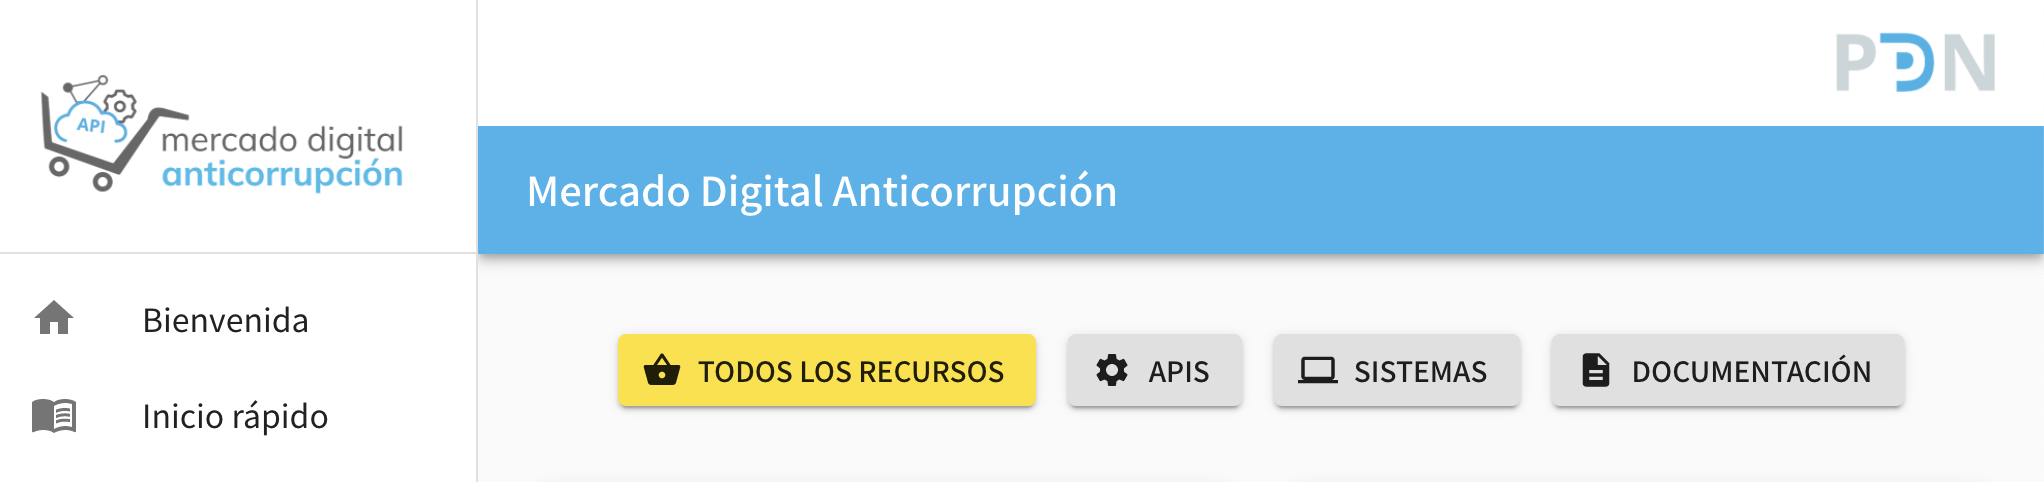 API
mercado digital
anticorrupción
PDN
Mercado Digital Anticorrupción
Bienvenida
Inicio rápido
TODOS LOS RECURSOS
APIS
SISTEMAS
DOCUMENTACIÓN